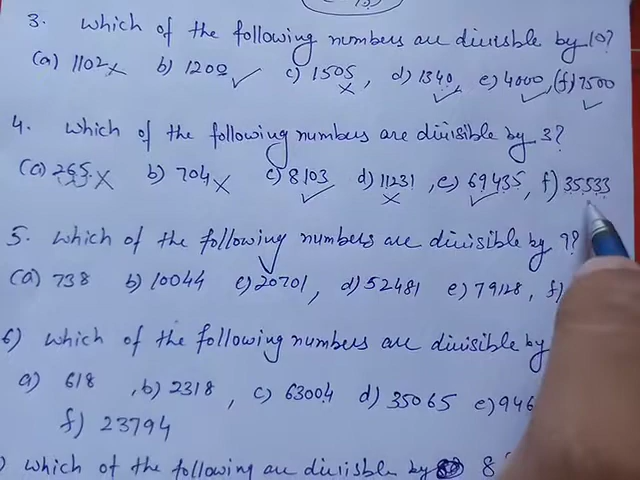 3. Which of the following numbers are divisible by 10?
(a) 1102 b) 1200 c) 1505, d) 1340, e) 4000, (f) 7500
4. Which of the following numbers are divisible by 3?
(a) 265 b) 704 c) 8103 d) 11231, e) 69435, f) 35533
5. Which of the following numbers are divisible by 9?
(a) 738 b) 10044 c) 20701, d) 52481 e) 79128, f)
6) Which of the following numbers are divisible by
a) 618, b) 2318, c) 63004 d) 35065 e) 946
f) 23794
) Which of the following are divisible by 8